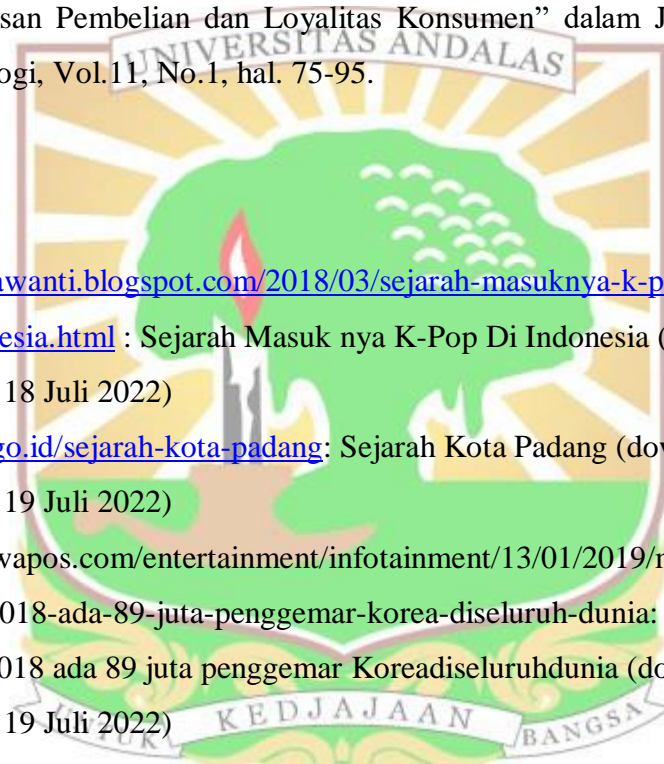 san Pembelian dan Loyalitas Konsumen” dalam J
UNIVERSITAS ANDALAS
ogi, Vol.11, No.1, hal. 75-95.
awanti.blogspot.com/2018/03/sejarah-masuknya-k-p
esia.html : Sejarah Masuk nya K-Pop Di Indonesia (
18 Juli 2022)
go.id/sejarah-kota-padang: Sejarah Kota Padang (dov
19 Juli 2022)
vapos.com/entertainment/infotainment/13/01/2019/r
018-ada-89-juta-penggemar-korea-diseluruh-dunia:
018 ada 89 juta penggemar Koreadiseluruhdunia (do
19 Juli 2022)
UNTUK KEDJAJAAN BANGSA